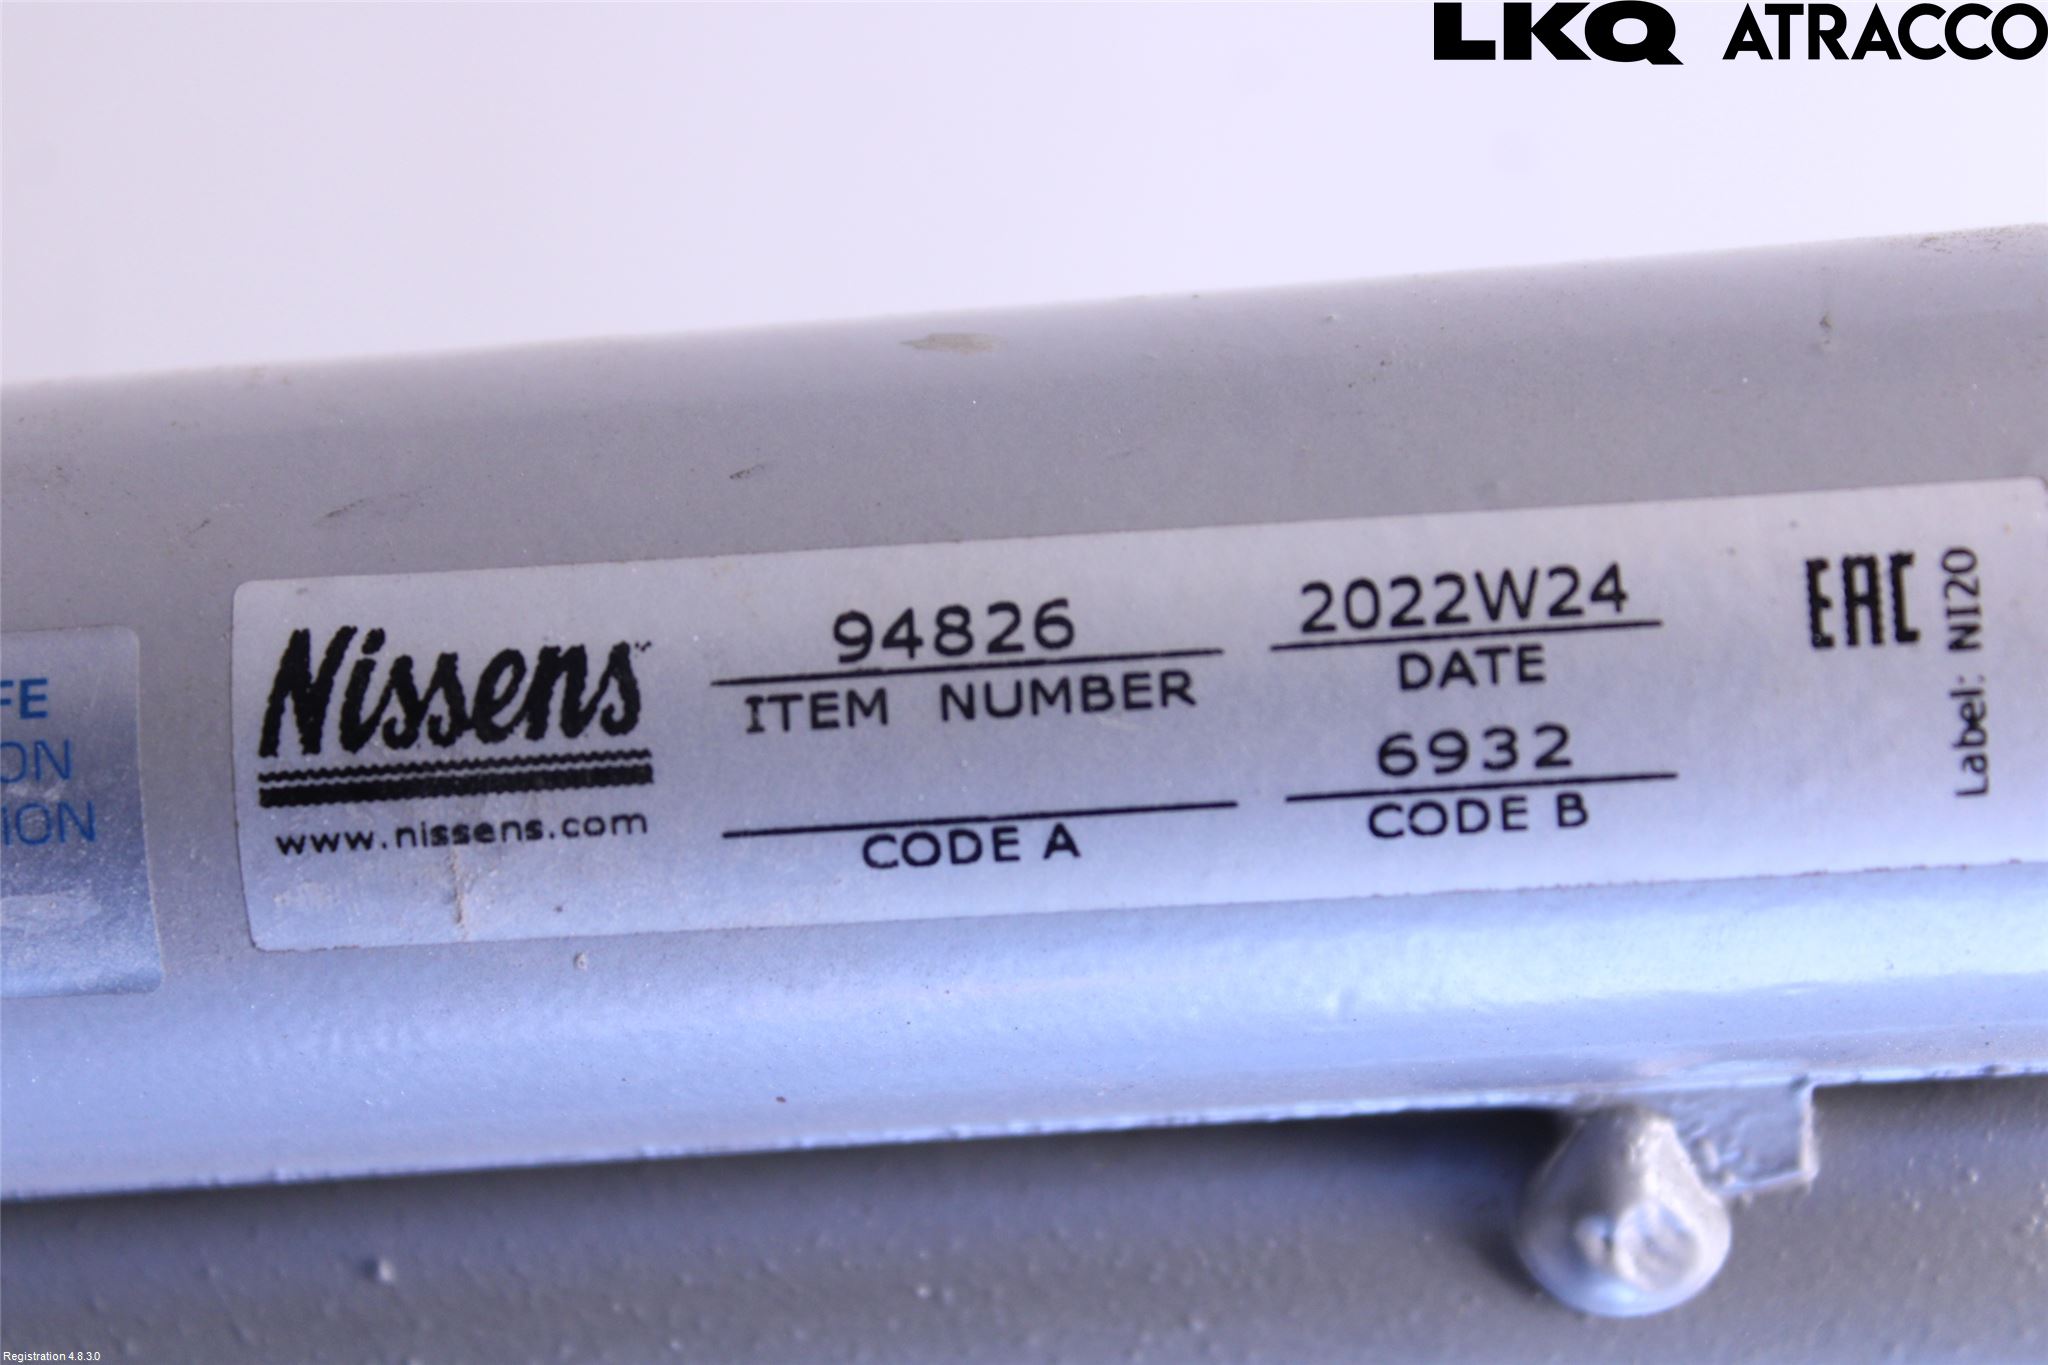 LKQ ATRACCO
FE
ON
ION
Nissens
www.nissens.com
94826
ITEM NUMBER
CODE A
2022W24
DATE
6932
CODE B
EAC
Label: NI20
Registration 4.8.3.0